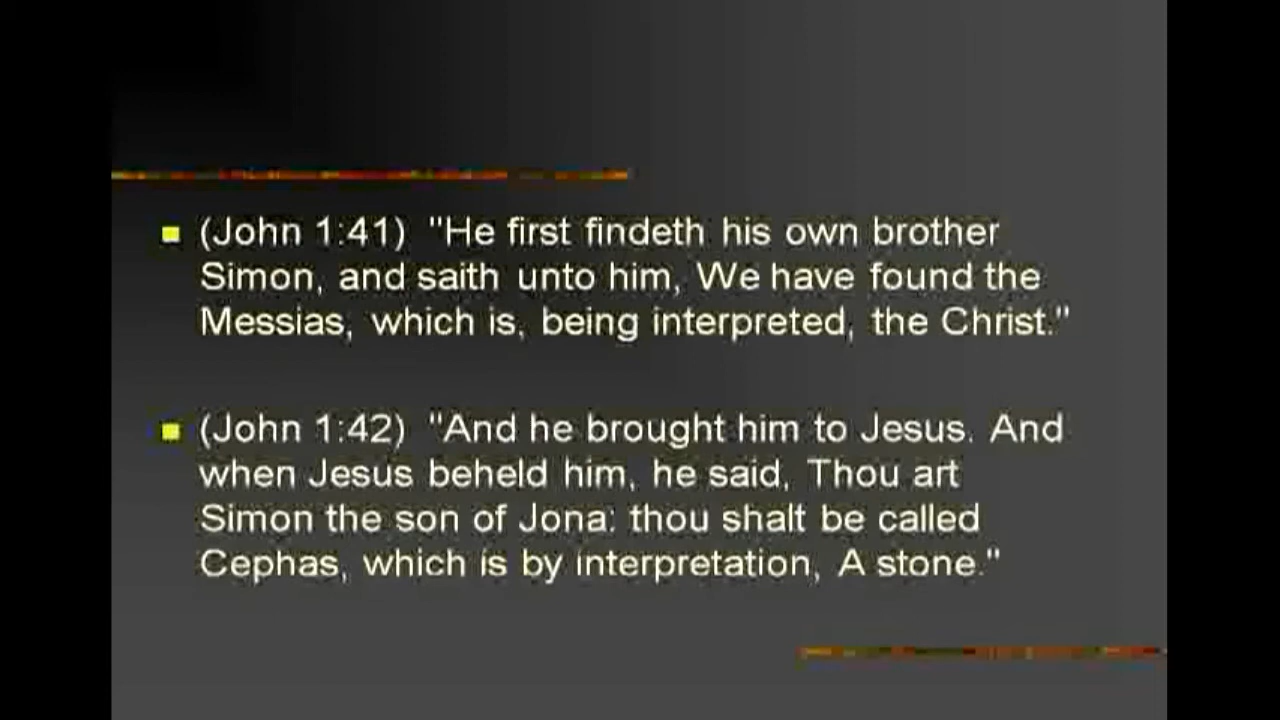 (John 1:41) "He first findeth his own brother
Simon, and saith unto him, We have found the
Messias, which is, being interpreted, the Christ."
(John 1:42) "And he brought him to Jesus. And
when Jesus beheld him, he said, Thou art
Simon the son of Jona: thou shalt be called
Cephas, which is by interpretation, A stone."